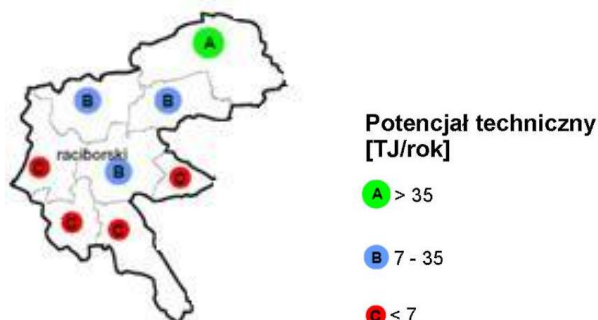 A
B B
raciborski
C B C
C C
Potencjał techniczny
[TJ/rok]
A > 35
B 7 - 35
C < 7